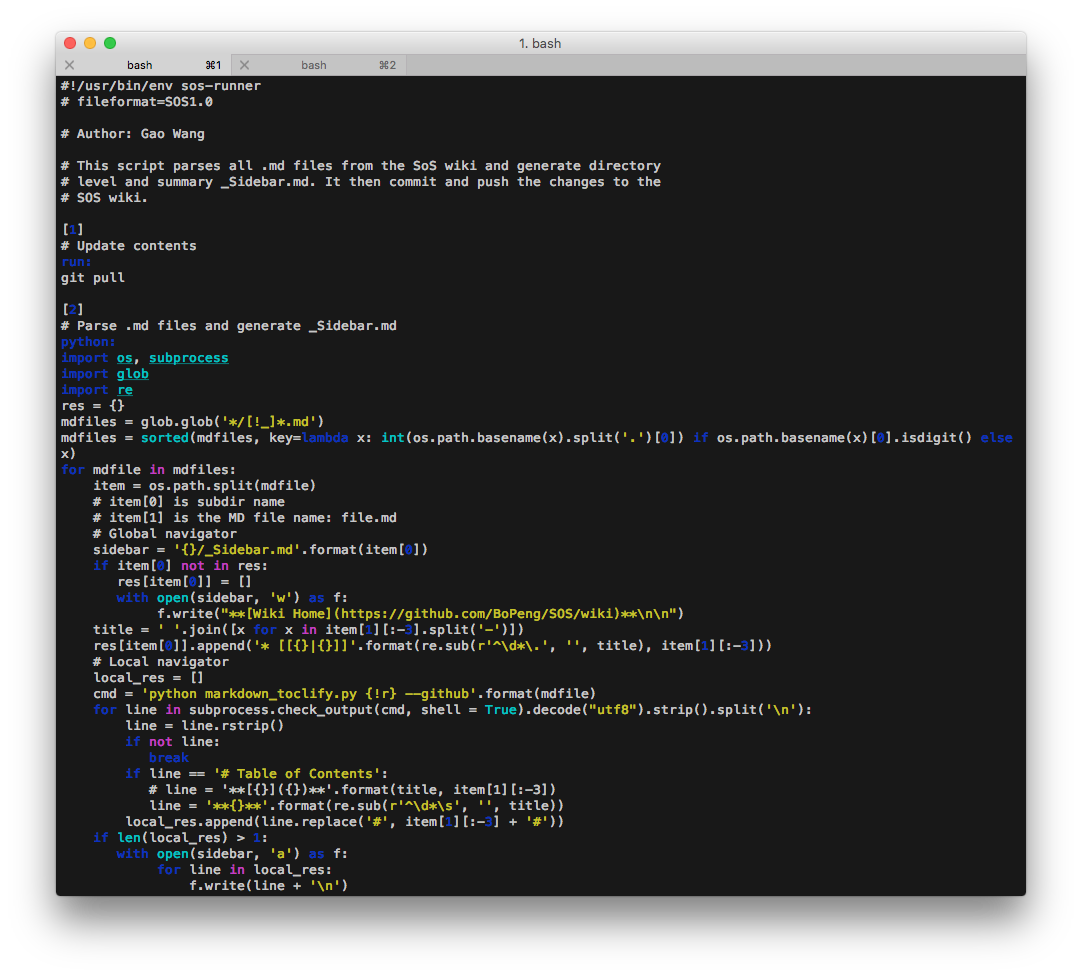 1. bash
bash ⌘1 bash ⌘2
#!/usr/bin/env sos-runner
# fileformat=SOS1.0
# Author: Gao Wang
# This script parses all .md files from the SoS wiki and generate directory
# level and summary _Sidebar.md. It then commit and push the changes to the
# SOS wiki.
[1]
# Update contents
run:
git pull
[2]
# Parse .md files and generate _Sidebar.md
python:
import os, subprocess
import glob
import re
res = {}
mdfiles = glob.glob('*/[!_]*.md')
mdfiles = sorted(mdfiles, key=lambda x: int(os.path.basename(x).split('.')[0]) if os.path.basename(x)[0].isdigit() else
x)
for mdfile in mdfiles:
    item = os.path.split(mdfile)
    # item[0] is subdir name
    # item[1] is the MD file name: file.md
    # Global navigator
    sidebar = '{}/_Sidebar.md'.format(item[0])
    if item[0] not in res:
       res[item[0]] = []
       with open(sidebar, 'w') as f:
            f.write("**[Wiki Home](https://github.com/BoPeng/SOS/wiki)**\n\n")
    title = ' '.join([x for x in item[1][:-3].split('-')])
    res[item[0]].append('* [[{}|{}]]'.format(re.sub(r'^\d*\.', '', title), item[1][:-3]))
    # Local navigator
    local_res = []
    cmd = 'python markdown_toclify.py {!r} --github'.format(mdfile)
    for line in subprocess.check_output(cmd, shell = True).decode("utf8").strip().split('\n'):
        line = line.rstrip()
        if not line:
           break
        if line == '# Table of Contents':
           # line = '**[{}]({})**'.format(title, item[1][:-3])
           line = '**{}**'.format(re.sub(r'^\d*\s', '', title))
        local_res.append(line.replace('#', item[1][:-3] + '#'))
    if len(local_res) > 1:
       with open(sidebar, 'a') as f:
            for line in local_res:
                f.write(line + '\n')